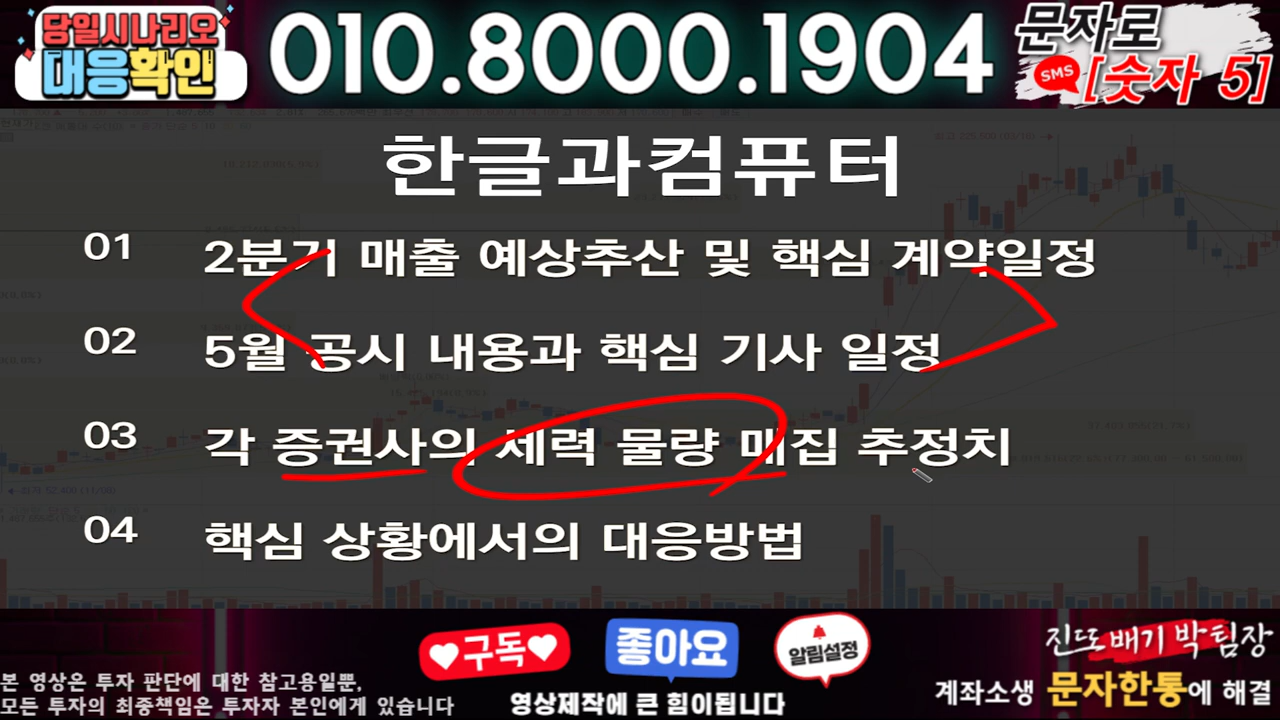 당일시나리오
대응확인
010.8000.1904
문자로
SMS
[숫자 5]
한글과컴퓨터
01 2분기 매출 예상추산 및 핵심 계약일정
02 5월 공시 내용과 핵심 기사 일정
03 각 증권사의 세력 물량 매집 추정치
04 핵심 상황에서의 대응방법
구독
좋아요
알림설정
영상제작에 큰 힘이됩니다
본 영상은 투자 판단에 대한 참고용일뿐,
모든 투자의 최종책임은 투자자 본인에게 있습니다
진또배기 박팀장
계좌소생 문자한통에 해결